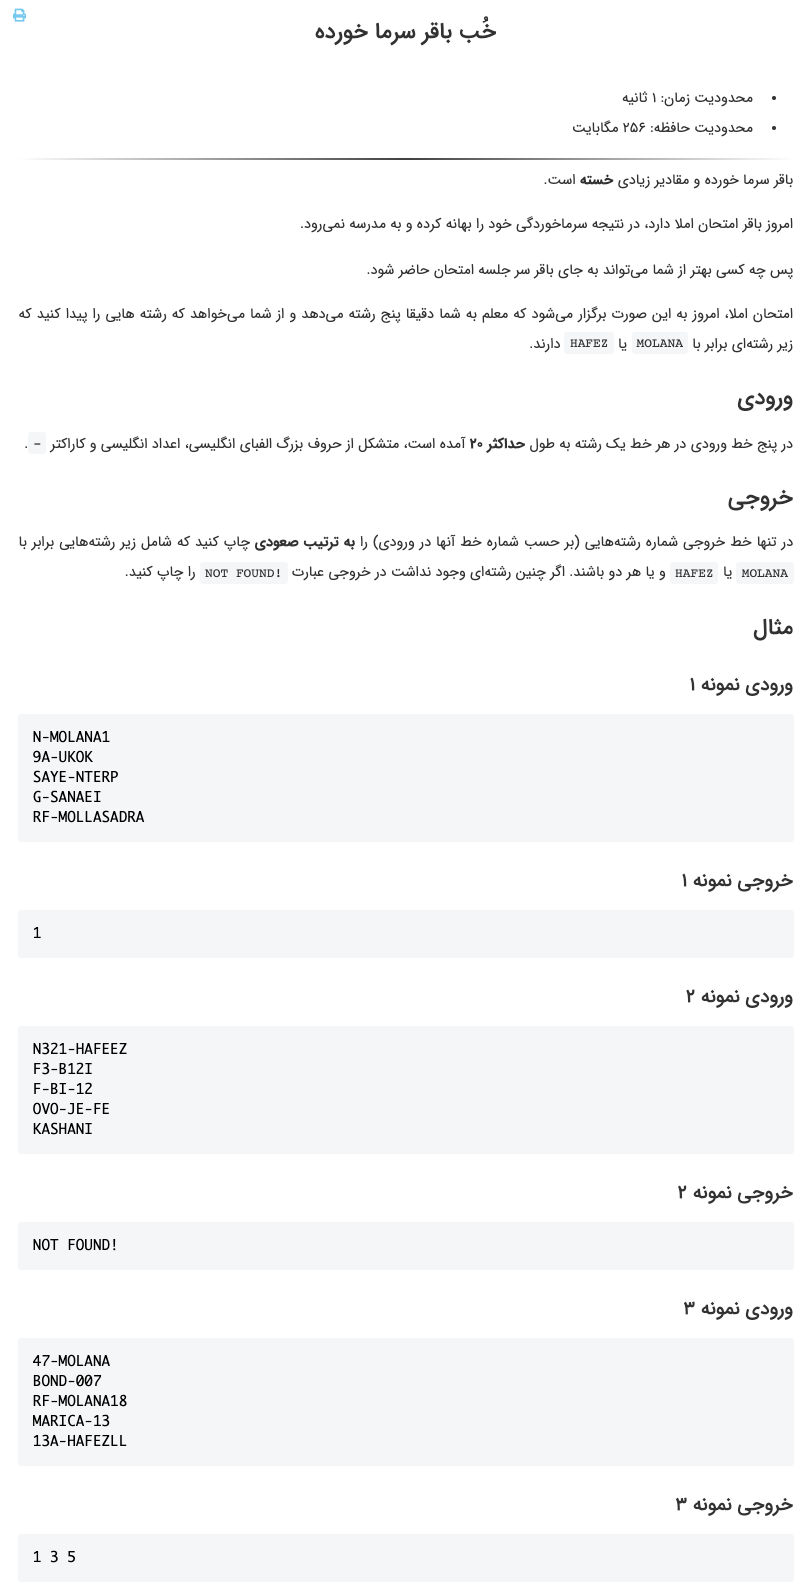 خُب باقر سرما خورده
• محدودیت زمان: ۱ ثانیه
• محدودیت حافظه: ۲۵۶ مگابایت
باقر سرما خورده و مقادیر زیادی خسته است.
امروز باقر امتحان املا دارد، در نتیجه سرماخوردگی خود را بهانه کرده و به مدرسه نمی‌رود.
پس چه کسی بهتر از شما می‌تواند به جای باقر سر جلسه امتحان حاضر شود.
امتحان املا، امروز به این صورت برگزار می‌شود که معلم به شما دقیقا پنج رشته می‌دهد و از شما می‌خواهد که رشته هایی را پیدا کنید که
زیر رشته‌ای برابر با MOLANA یا HAFEZ دارند.
ورودی
در پنج خط ورودی در هر خط یک رشته به طول حداکثر ۲۰ آمده است، متشکل از حروف بزرگ الفبای انگلیسی، اعداد انگلیسی و کاراکتر - .
خروجی
در تنها خط خروجی شماره رشته‌هایی (بر حسب شماره خط آنها در ورودی) را به ترتیب صعودی چاپ کنید که شامل زیر رشته‌هایی برابر با
MOLANA یا HAFEZ و یا هر دو باشند. اگر چنین رشته‌ای وجود نداشت در خروجی عبارت NOT FOUND! را چاپ کنید.
مثال
ورودی نمونه ۱
N-MOLANA1
9A-UKOK
SAYE-NTERP
G-SANAEI
RF-MOLLASADRA
خروجی نمونه ۱
1
ورودی نمونه ۲
N321-HAFEEZ
F3-B12I
F-BI-12
OVO-JE-FE
KASHANI
خروجی نمونه ۲
NOT FOUND!
ورودی نمونه ۳
47-MOLANA
BOND-007
RF-MOLANA18
MARICA-13
13A-HAFEZLL
خروجی نمونه ۳
1 3 5